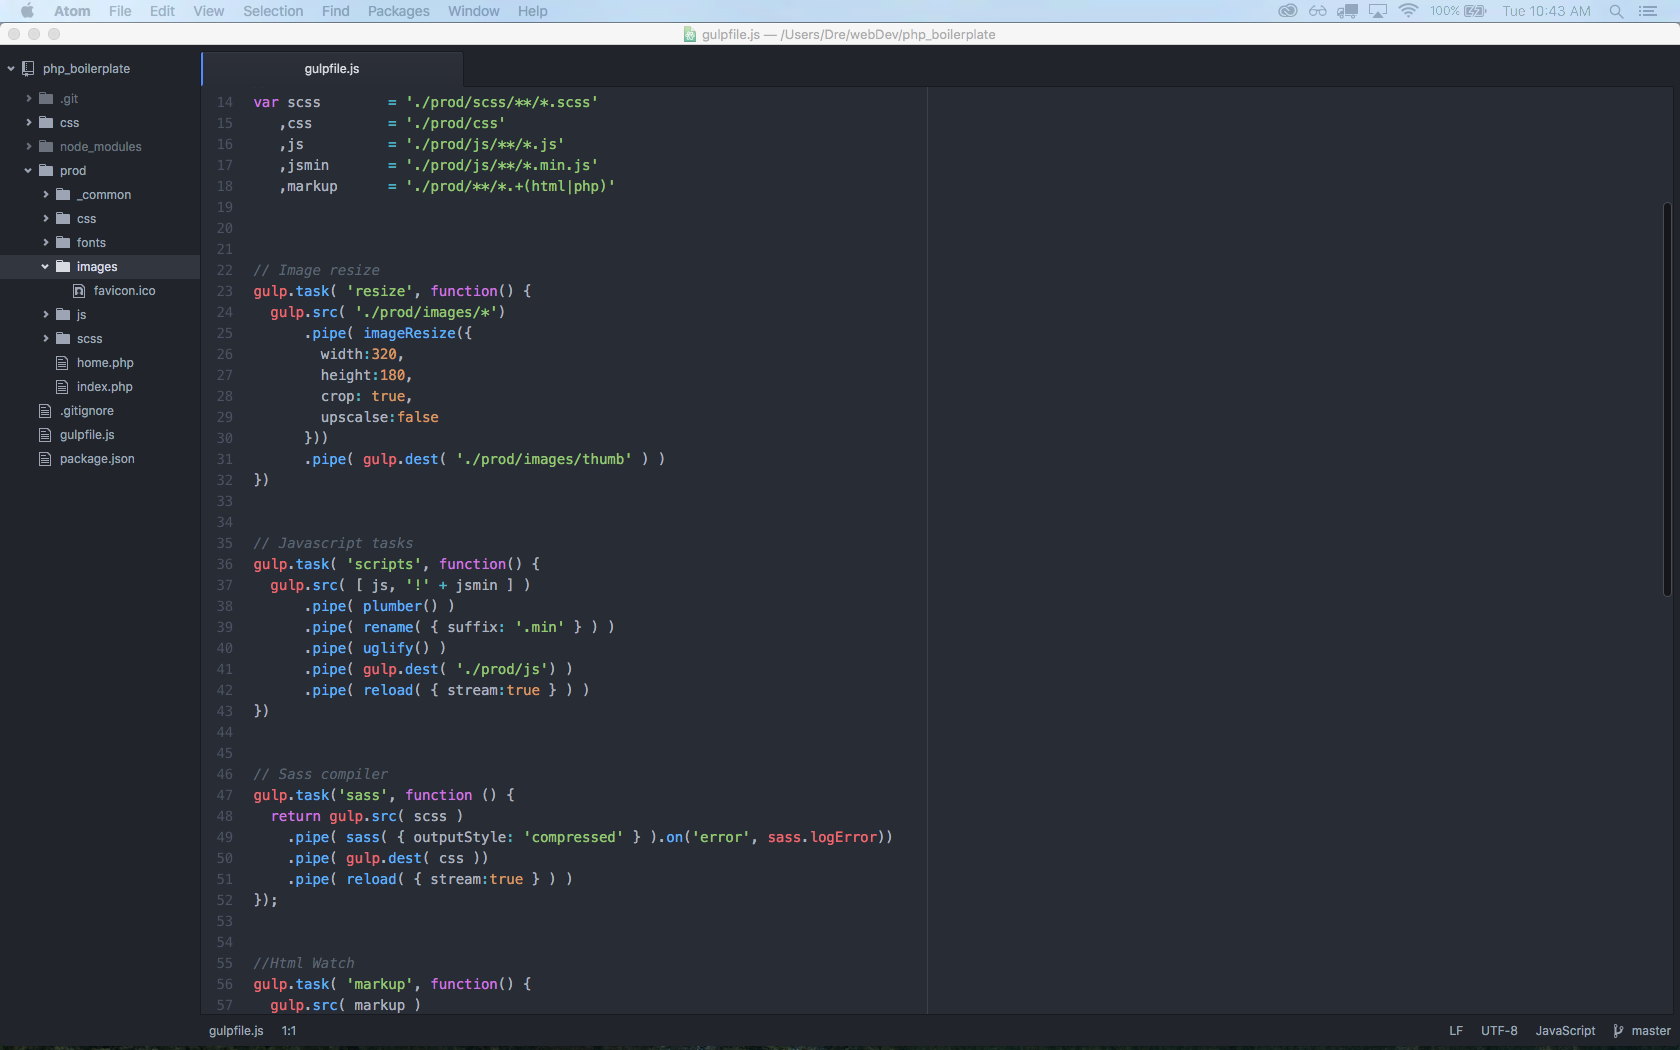 Atom File Edit View Selection Find Packages Window Help 100% Tue 10:43 AM
gulpfile.js — /Users/Dre/webDev/php_boilerplate
php_boilerplate
.git
css
node_modules
prod
_common
css
fonts
images
favicon.ico
js
scss
home.php
index.php
.gitignore
gulpfile.js
package.json
gulpfile.js
14 var scss = './prod/scss/**/*.scss'
15 ,css = './prod/css'
16 ,js = './prod/js/**/*.js'
17 ,jsmin = './prod/js/**/*.min.js'
18 ,markup = './prod/**/*.+(html|php)'
19
20
21
22 // Image resize
23 gulp.task( 'resize', function() {
24 gulp.src( './prod/images/*')
25 .pipe( imageResize({
26 width:320,
27 height:180,
28 crop: true,
29 upscalse:false
30 }))
31 .pipe( gulp.dest( './prod/images/thumb' ) )
32 })
33
34
35 // Javascript tasks
36 gulp.task( 'scripts', function() {
37 gulp.src( [ js, '!' + jsmin ] )
38 .pipe( plumber() )
39 .pipe( rename( { suffix: '.min' } ) )
40 .pipe( uglify() )
41 .pipe( gulp.dest( './prod/js') )
42 .pipe( reload( { stream:true } ) )
43 })
44
45
46 // Sass compiler
47 gulp.task('sass', function () {
48 return gulp.src( scss )
49 .pipe( sass( { outputStyle: 'compressed' } ).on('error', sass.logError))
50 .pipe( gulp.dest( css ))
51 .pipe( reload( { stream:true } ) )
52 });
53
54
55 //Html Watch
56 gulp.task( 'markup', function() {
57 gulp.src( markup )
gulpfile.js 1:1 LF UTF-8 JavaScript master